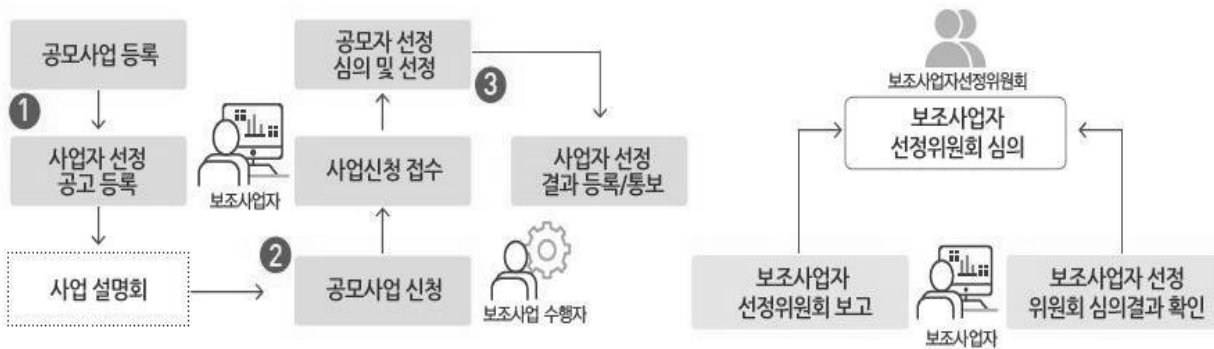 공모사업 등록
1
사업자 선정
공고 등록
사업 설명회
보조사업자
2
공모사업 신청
보조사업 수행자
사업신청 접수
공모자 선정
심의 및 선정
3
사업자 선정
결과 등록/통보
보조사업자선정위원회
보조사업자
선정위원회 심의
보조사업자
선정위원회 보고
보조사업자
보조사업자 선정
위원회 심의결과 확인